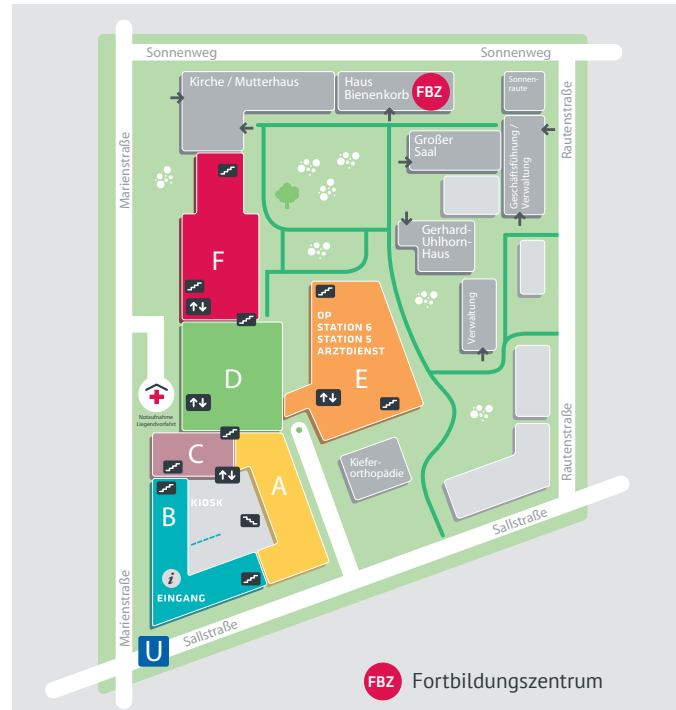 Sonnenweg
Sonnenweg
Kirche / Mutterhaus
Haus
Bienenkorb
FBZ
Sonnen-
raute
Großer
Saal
Geschäftsführung /
Verwaltung
Rautenstraße
Marienstraße
Gerhard-
Uhlhorn-
Haus
F
OP
STATION 6
STATION 5
ARZTDIENST
E
Verwaltung
D
Notaufnahme
Liegendvorfahrt
C
A
Kiefer-
orthopädie
Rautenstraße
B
KIOSK
i
EINGANG
Sallstraße
Marienstraße
Sallstraße
U
FBZ Fortbildungszentrum